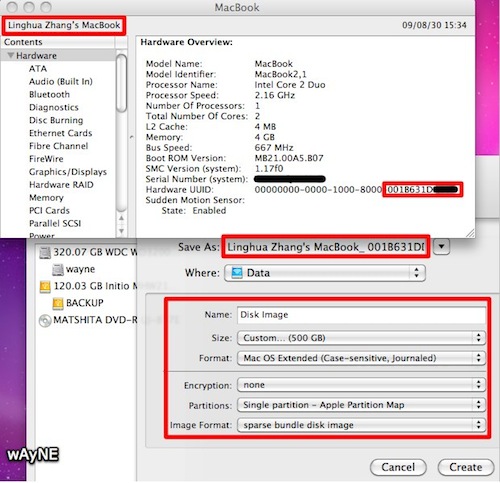 MacBook
Linghua Zhang's MacBook
09/08/30 15:34
Contents
Hardware
ATA
Audio (Built In)
Bluetooth
Diagnostics
Disc Burning
Ethernet Cards
Fibre Channel
FireWire
Graphics/Displays
Hardware RAID
Memory
PCI Cards
Parallel SCSI
Power
Hardware Overview:
Model Name: MacBook
Model Identifier: MacBook2,1
Processor Name: Intel Core 2 Duo
Processor Speed: 2.16 GHz
Number Of Processors: 1
Total Number Of Cores: 2
L2 Cache: 4 MB
Memory: 4 GB
Bus Speed: 667 MHz
Boot ROM Version: MB21.00A5.B07
SMC Version (system): 1.17f0
Serial Number (system):
Hardware UUID: 00000000-0000-1000-8000-001B631D
Sudden Motion Sensor:
State: Enabled
320.07 GB WDC W
wayne
120.03 GB Initio M
BACKUP
MATSHITA DVD-R
Save As: Linghua Zhang's MacBook_ 001B631DI
Where: Data
Name: Disk Image
Size: Custom... (500 GB)
Format: Mac OS Extended (Case-sensitive, Journaled)
Encryption: none
Partitions: Single partition - Apple Partition Map
Image Format: sparse bundle disk image
Cancel Create
wAyNE